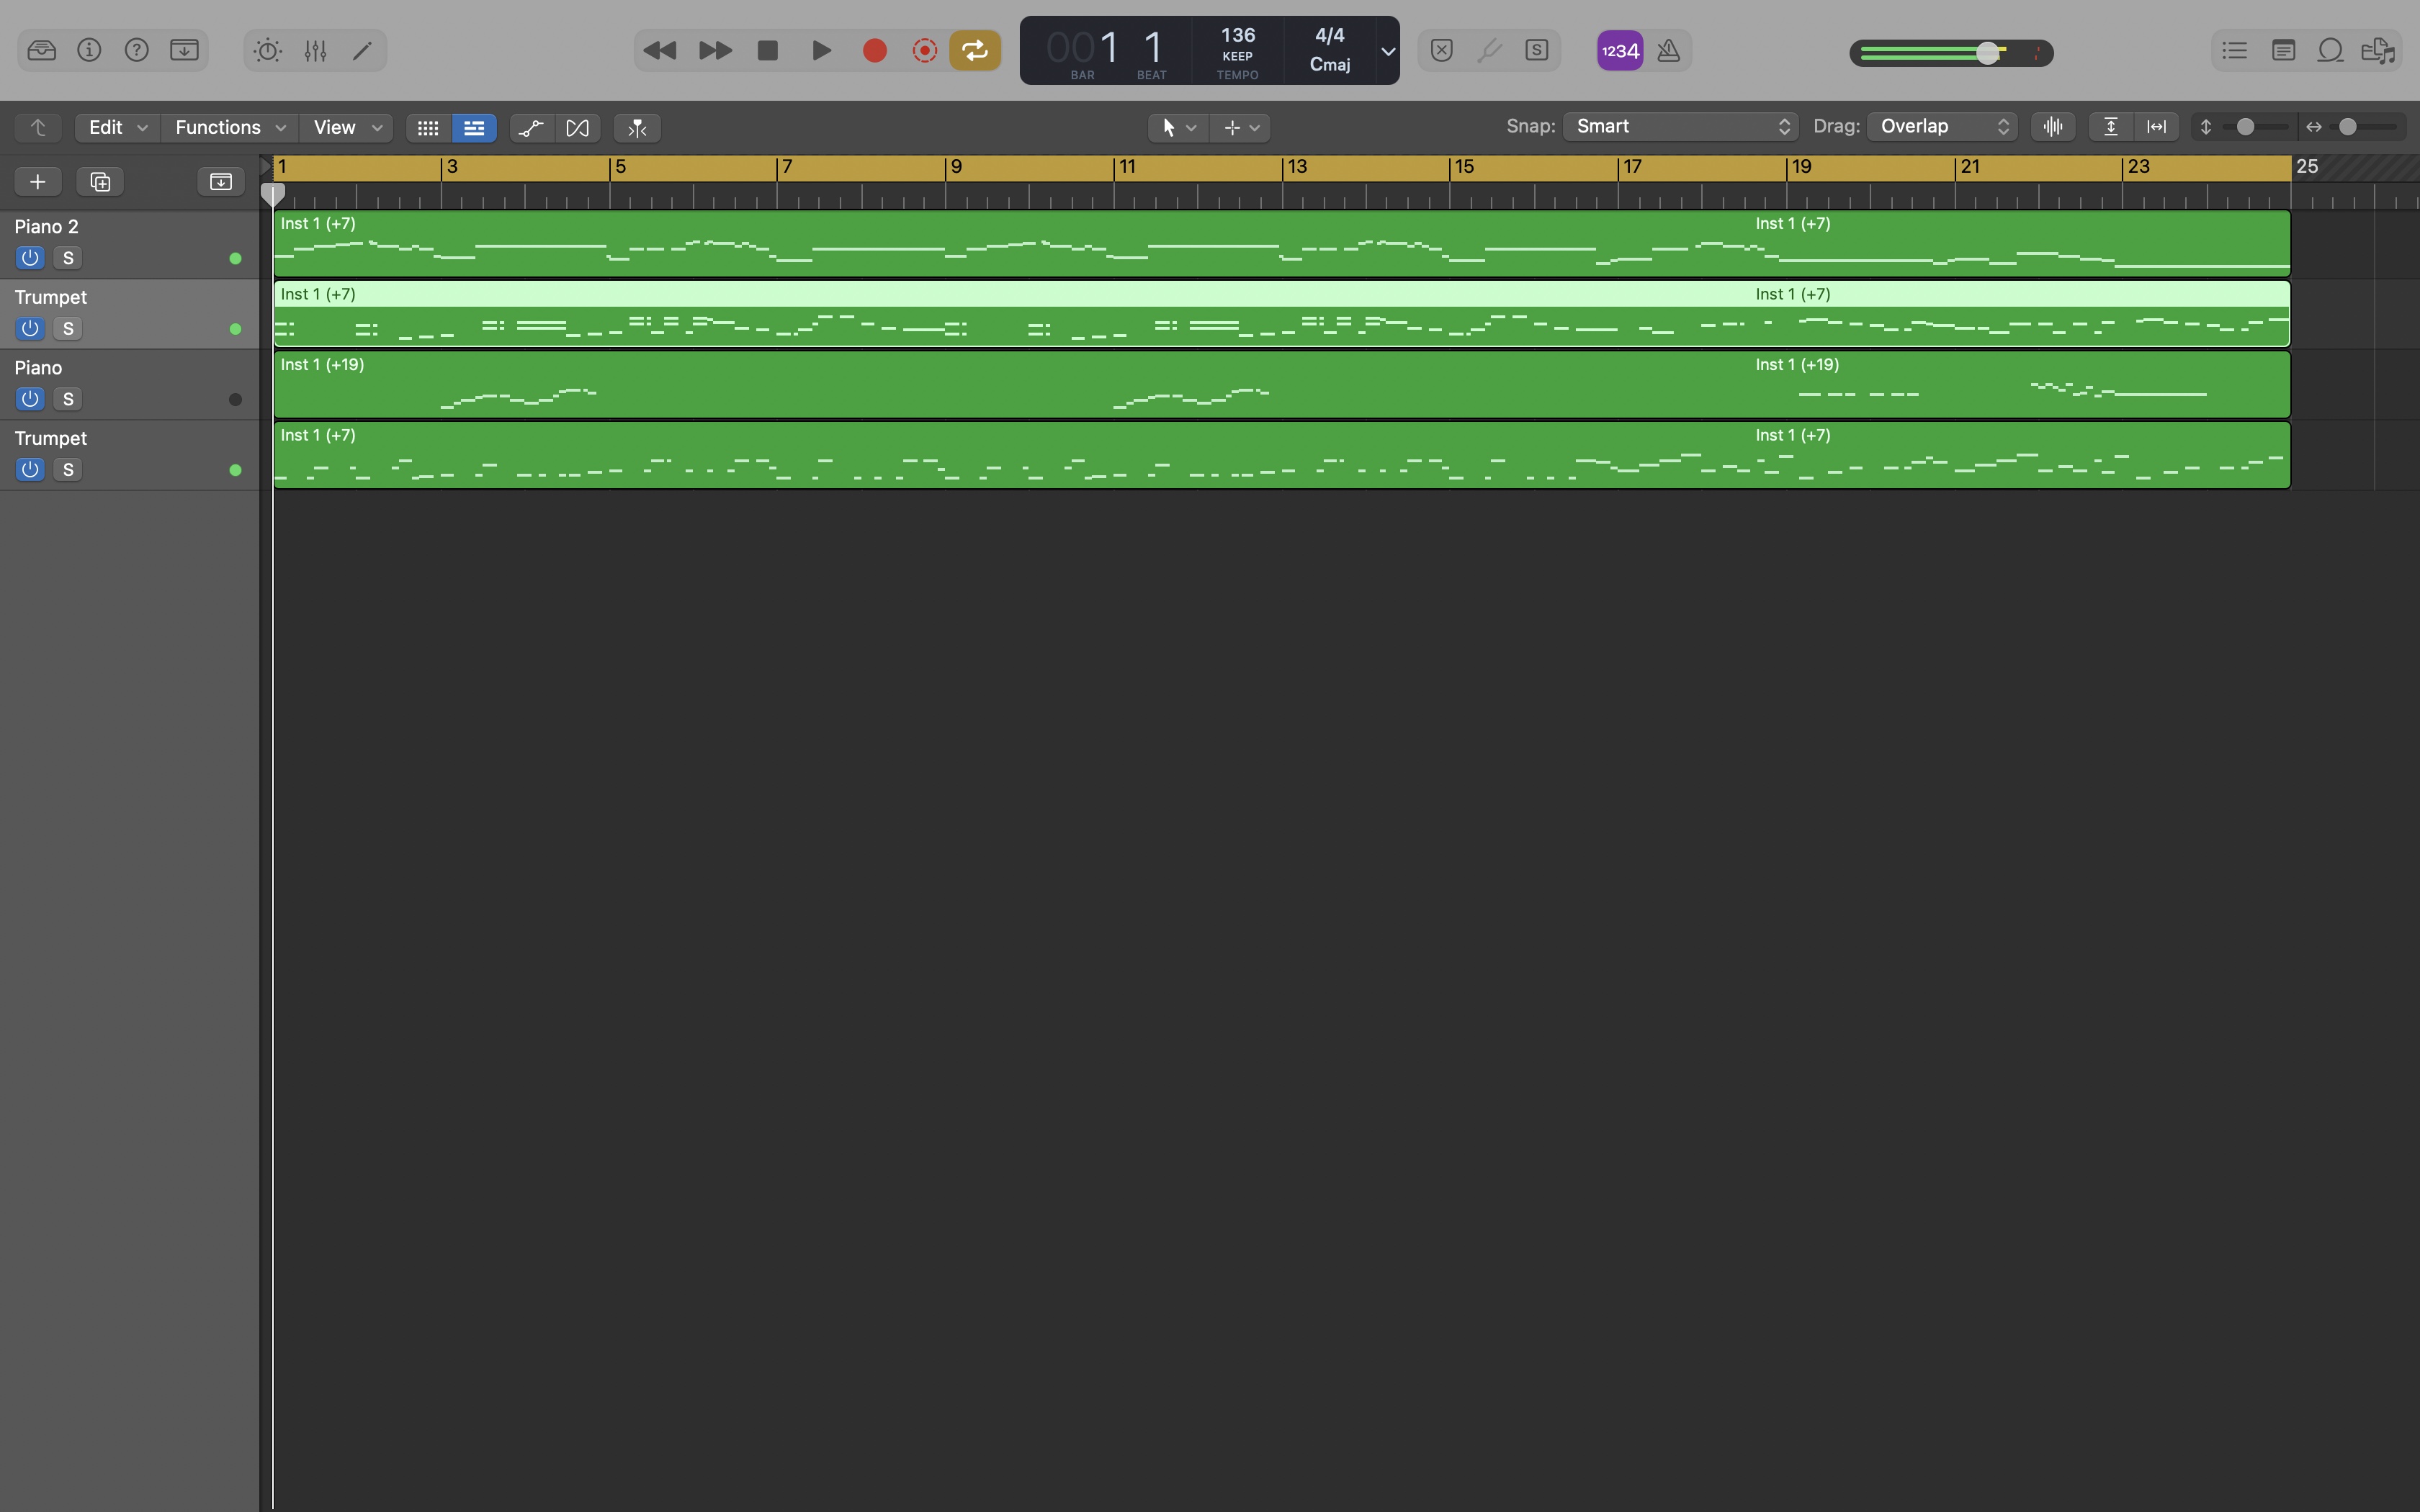 001 1 136 4/4
KEEP Cmaj
BAR BEAT TEMPO
S
1234
Edit Functions View Snap: Smart Drag: Overlap
1 3 5 7 9 11 13 15 17 19 21 23 25
Piano 2
S
Inst 1 (+7) Inst 1 (+7)
Trumpet
S
Inst 1 (+7) Inst 1 (+7)
Piano
S
Inst 1 (+19) Inst 1 (+19)
Trumpet
S
Inst 1 (+7) Inst 1 (+7)